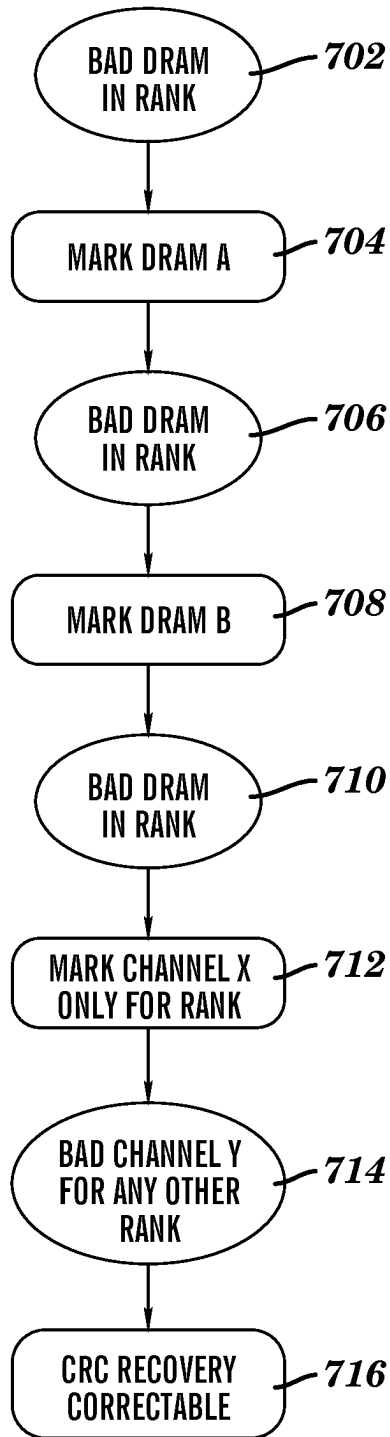 BAD DRAM
IN RANK
702
MARK DRAM A
704
BAD DRAM
IN RANK
706
MARK DRAM B
708
BAD DRAM
IN RANK
710
MARK CHANNEL X
ONLY FOR RANK
712
BAD CHANNEL Y
FOR ANY OTHER
RANK
714
CRC RECOVERY
CORRECTABLE
716